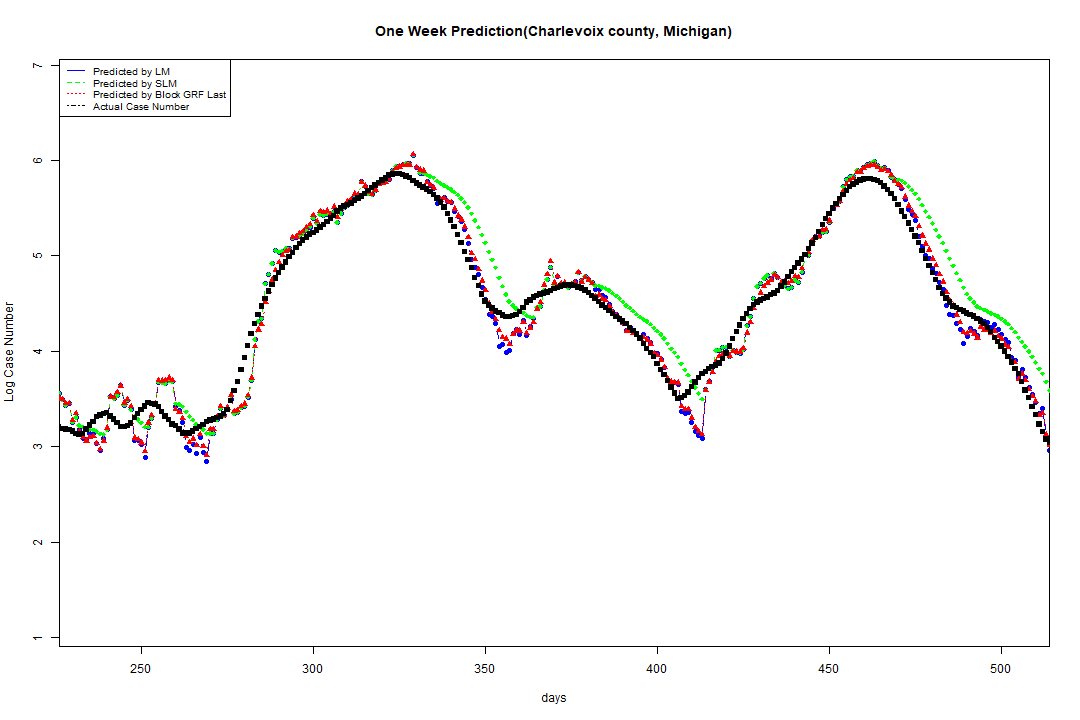 One Week Prediction(Charlevoix county, Michigan)
Predicted by LM
Predicted by SLM
Predicted by Block GRF Last
Actual Case Number
Log Case Number
7
6
5
4
3
2
1
250 300 350 400 450 500
days